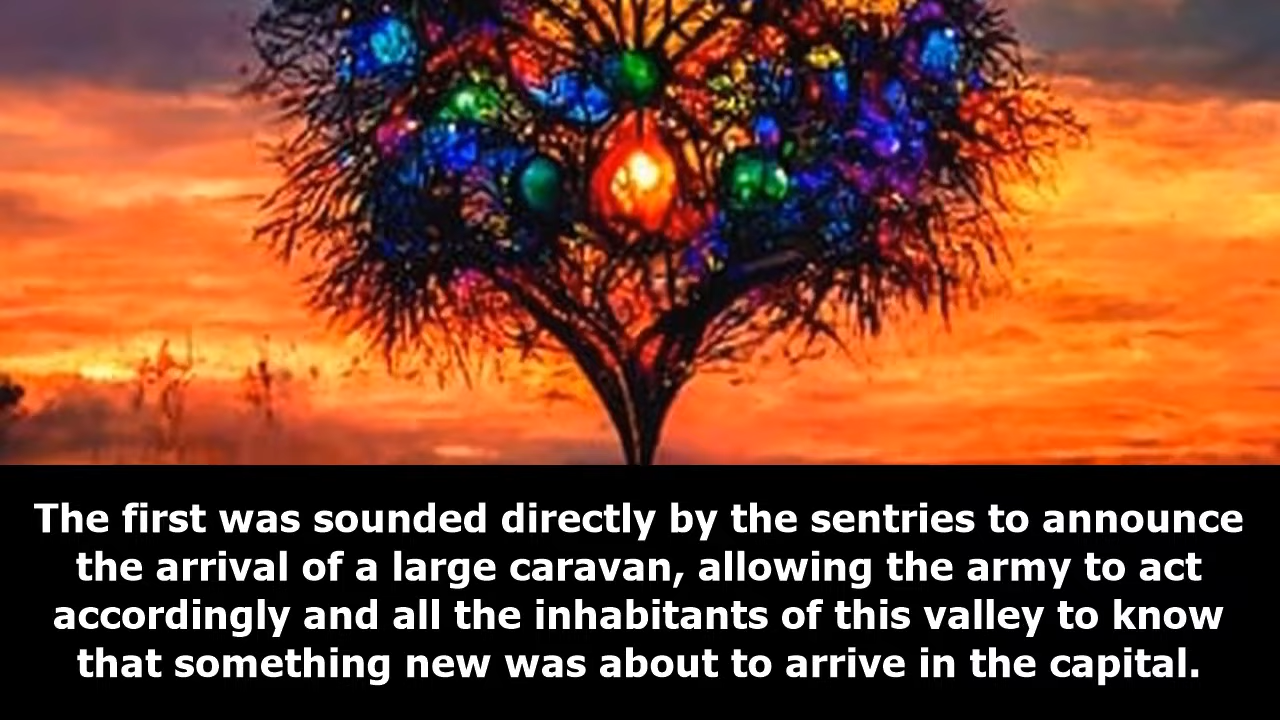 The first was sounded directly by the sentries to announce
the arrival of a large caravan, allowing the army to act
accordingly and all the inhabitants of this valley to know
that something new was about to arrive in the capital.